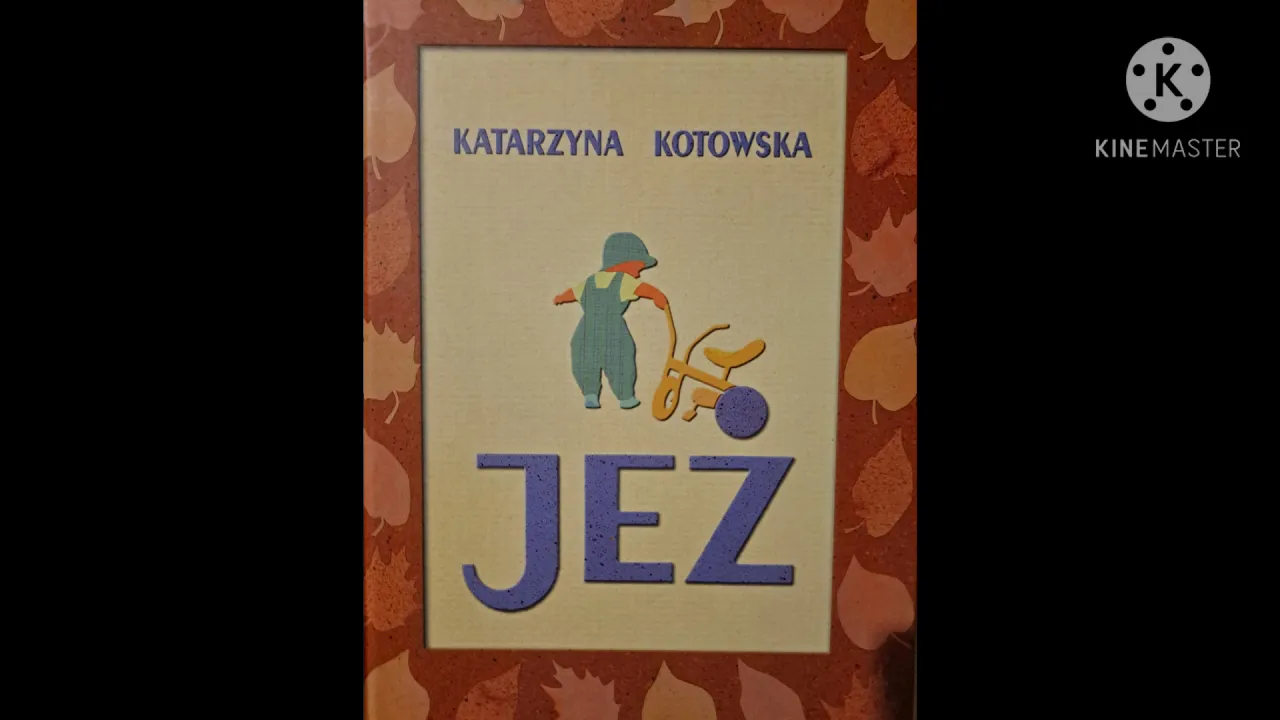 KATARZYNA KOTOWSKA
JEŻ
K
KINEMASTER